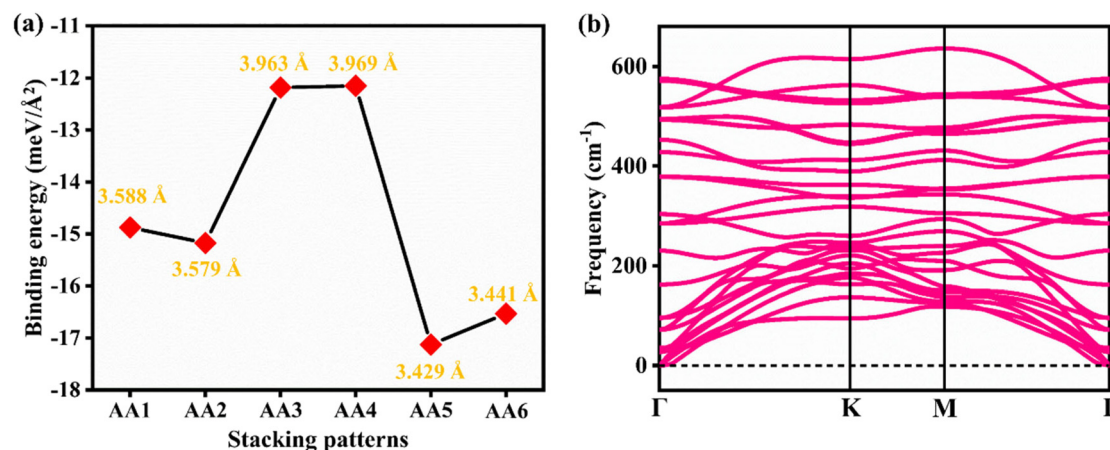 (a)
Binding energy (meV/Å²)
-11
-12
-13
-14
-15
-16
-17
-18
3.588 Å
3.579 Å
3.963 Å
3.969 Å
3.429 Å
3.441 Å
AA1 AA2 AA3 AA4 AA5 AA6
Stacking patterns
(b)
Frequency (cm⁻¹)
600
400
200
0
Γ K M Γ